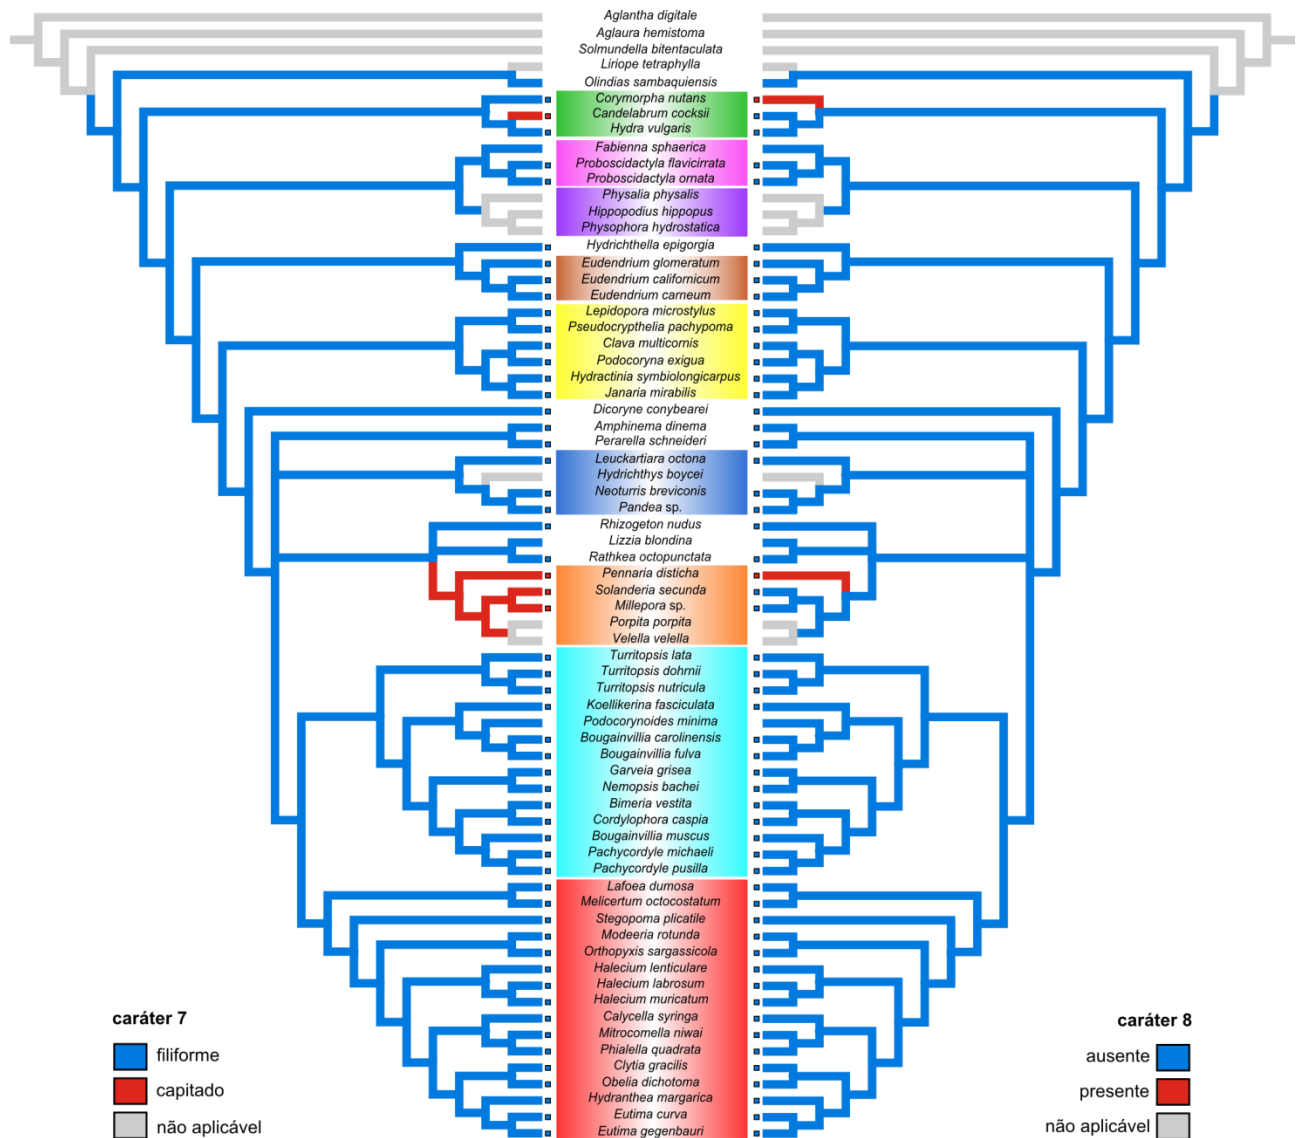 Aglantha digitale
Aglaura hemistoma
Solmundella bitentaculata
Liriope tetraphylla
Olindias sambaquiensis
Corymorpha nutans
Candelabrum cocksii
Hydra vulgaris
Fabienna sphaerica
Proboscidactyla flavicirrata
Proboscidactyla ornata
Physalia physalis
Hippopodius hippopus
Physophora hydrostatica
Hydrichthella epigorgia
Eudendrium glomeratum
Eudendrium californicum
Eudendrium carneum
Lepidopora microstylus
Pseudocrypthelia pachypoma
Clava multicornis
Podocoryna exigua
Hydractinia symbiolongicarpus
Janaria mirabilis
Dicoryne conybearei
Amphinema dinema
Perarella schneideri
Leuckartiara octona
Hydrichthys boycei
Neoturris breviconis
Pandea sp.
Rhizogeton nudus
Lizzia blondina
Rathkea octopunctata
Pennaria disticha
Solanderia secunda
Millepora sp.
Porpita porpita
Velella velella
Turritopsis lata
Turritopsis dohrnii
Turritopsis nutricula
Koellikerina fasciculata
Podocorynoides minima
Bougainvillia carolinensis
Bougainvillia fulva
Garveia grisea
Nemopsis bachei
Bimeria vestita
Cordylophora caspia
Bougainvillia muscus
Pachycordyle michaeli
Pachycordyle pusilla
Lafoea dumosa
Melicertum octocostatum
Stegopoma plicatile
Modeeria rotunda
Orthopyxis sargassicola
Halecium lenticulare
Halecium labrosum
Halecium muricatum
Calycella syringa
Mitrocomella niwai
Phialella quadrata
Clytia gracilis
Obelia dichotoma
Hydranthea margarica
Eutima curva
Eutima gegenbauri
caráter 7
filiforme
capitado
não aplicável
caráter 8
ausente
presente
não aplicável